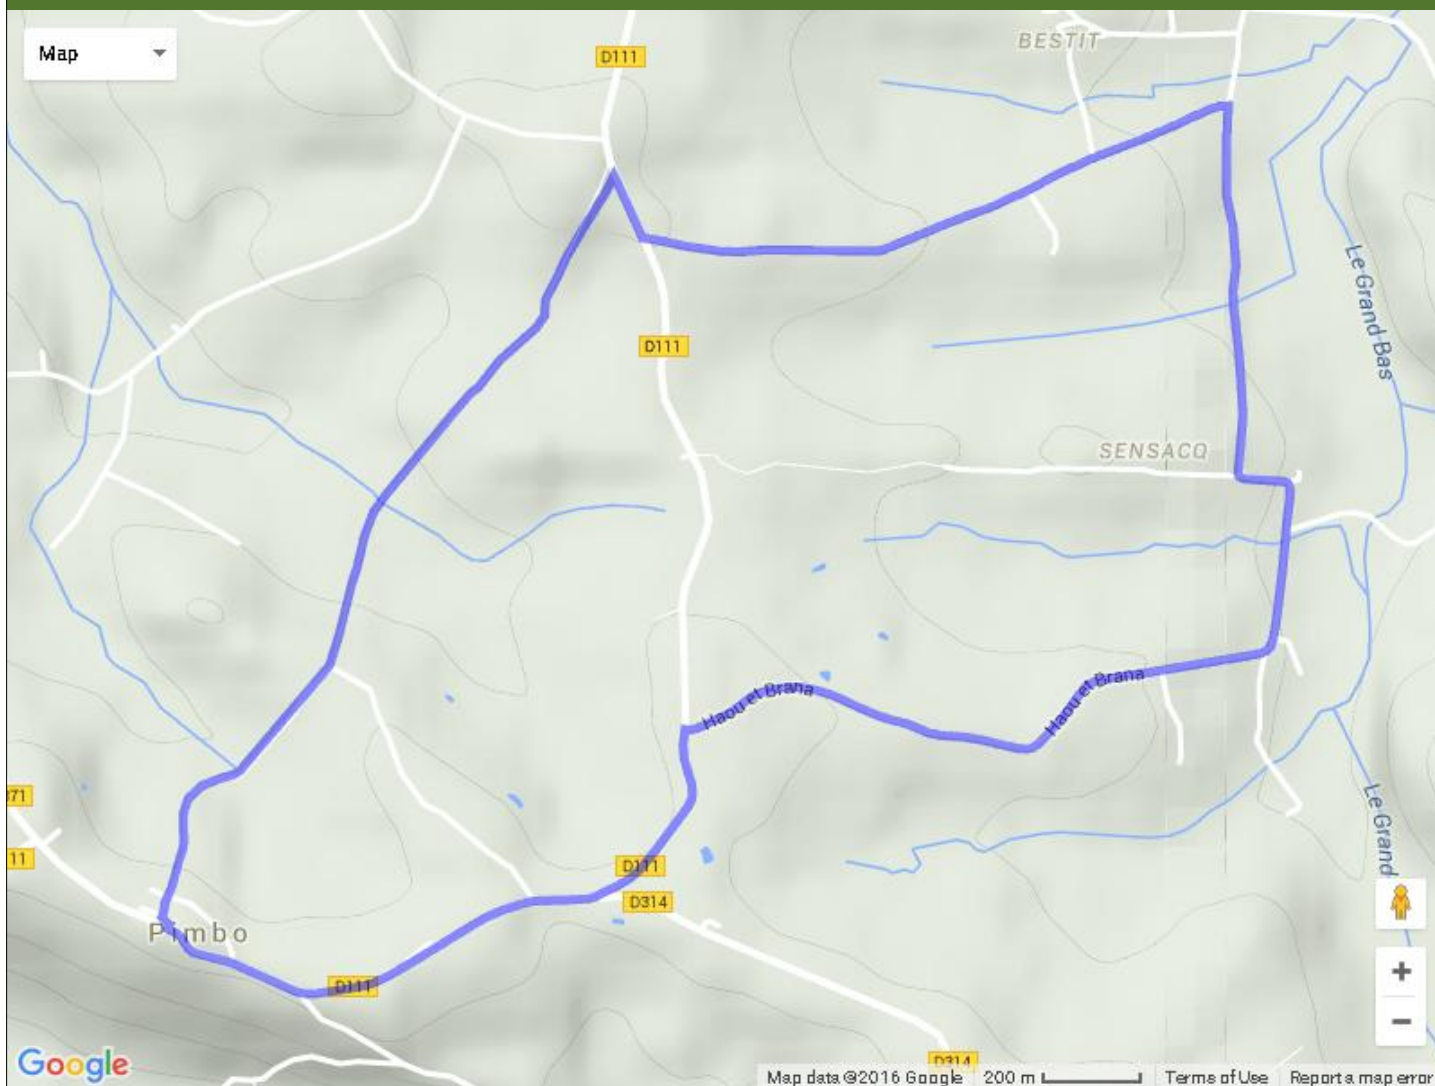 BESTIT
Map
D111
Le Grand Bas
D111
SENSACQ
Haou et Brana
Haou et Brana
371
11
D111
Le Grand
D314
Pimbo
D111
D314
Google
Map data ©2016 Google
200 m
Terms of Use
Report a map error